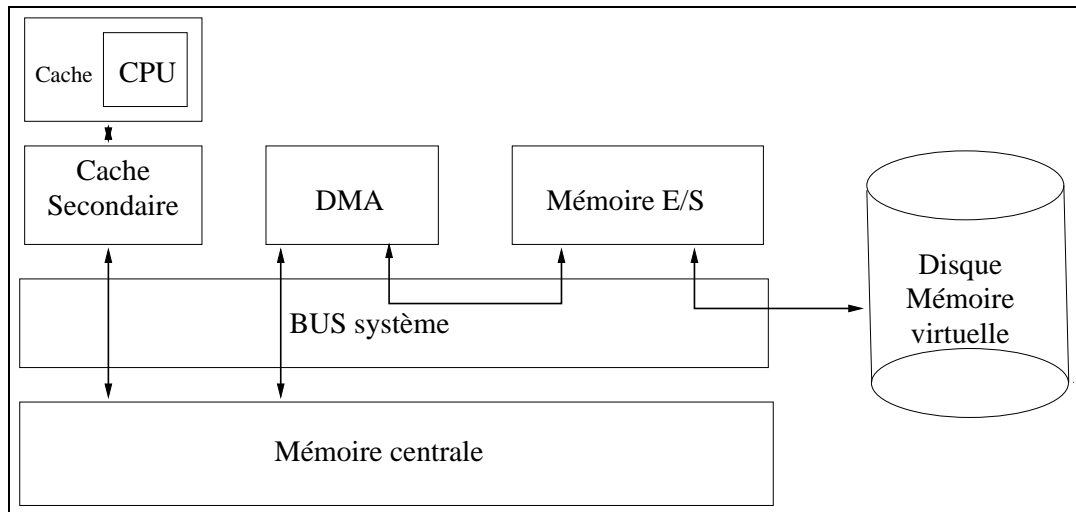 Cache
CPU
Cache
Secondaire
DMA
Mémoire E/S
Disque
Mémoire
virtuelle
BUS système
Mémoire centrale